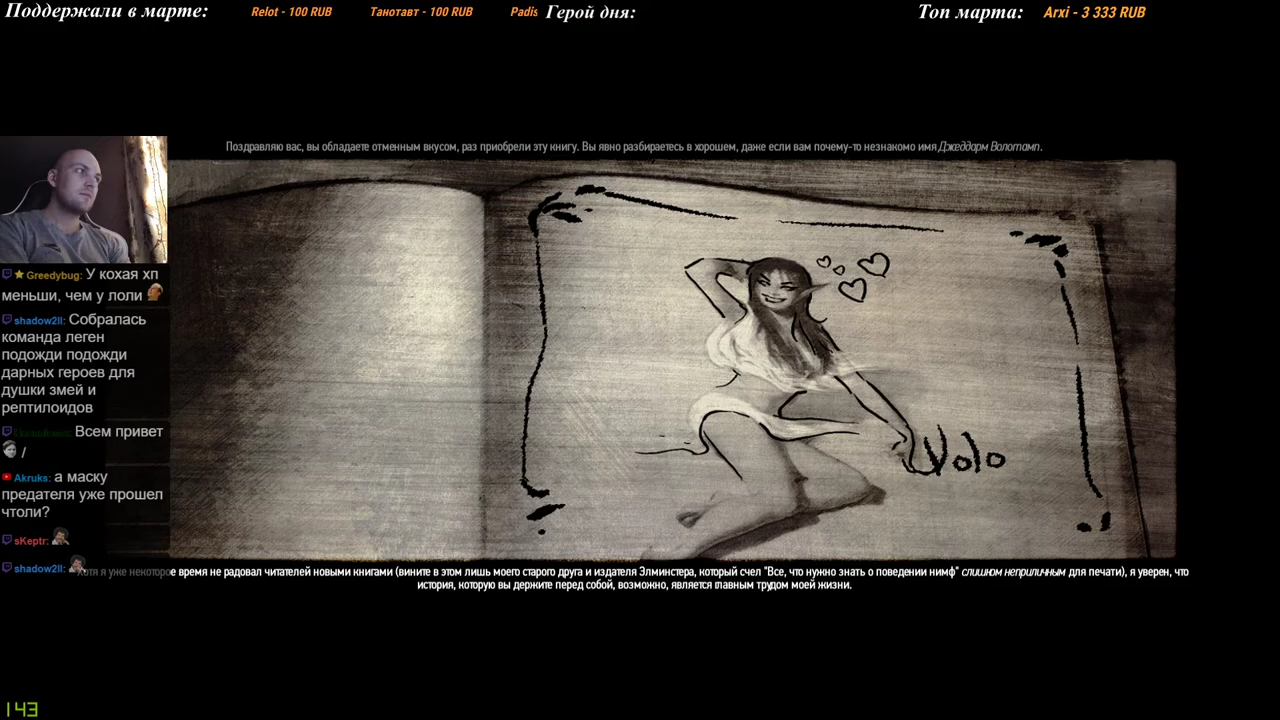 Поддержали в марте: Relot - 100 RUB Танотавт - 100 RUB Padis Герой дня: Топ марта: Arxi - 3 333 RUB
Поздравляю вас, вы обладаете отменным вкусом, раз приобрели эту книгу. Вы явно разбираетесь в хорошем, даже если вам почему-то незнакомо имя Джеддарм Волотамп.
Greedybug: У кохая хп
меньши, чем у лоли
shadow2ll: Собралась
команда леген
подожди подожди
дарных героев для
душки змей и
рептилоидов
Всем привет
/
Akruks: а маску
предателя уже прошел
чтоли?
sKeptr:
shadow2ll:
Volo
Хотя я уже некоторое время не радовал читателей новыми книгами (вините в этом лишь моего старого друга и издателя Элминстера, который счел "Все, что нужно знать о поведении нимф" слишком неприличным для печати), я уверен, что
история, которую вы держите перед собой, возможно, является главным трудом моей жизни.
143